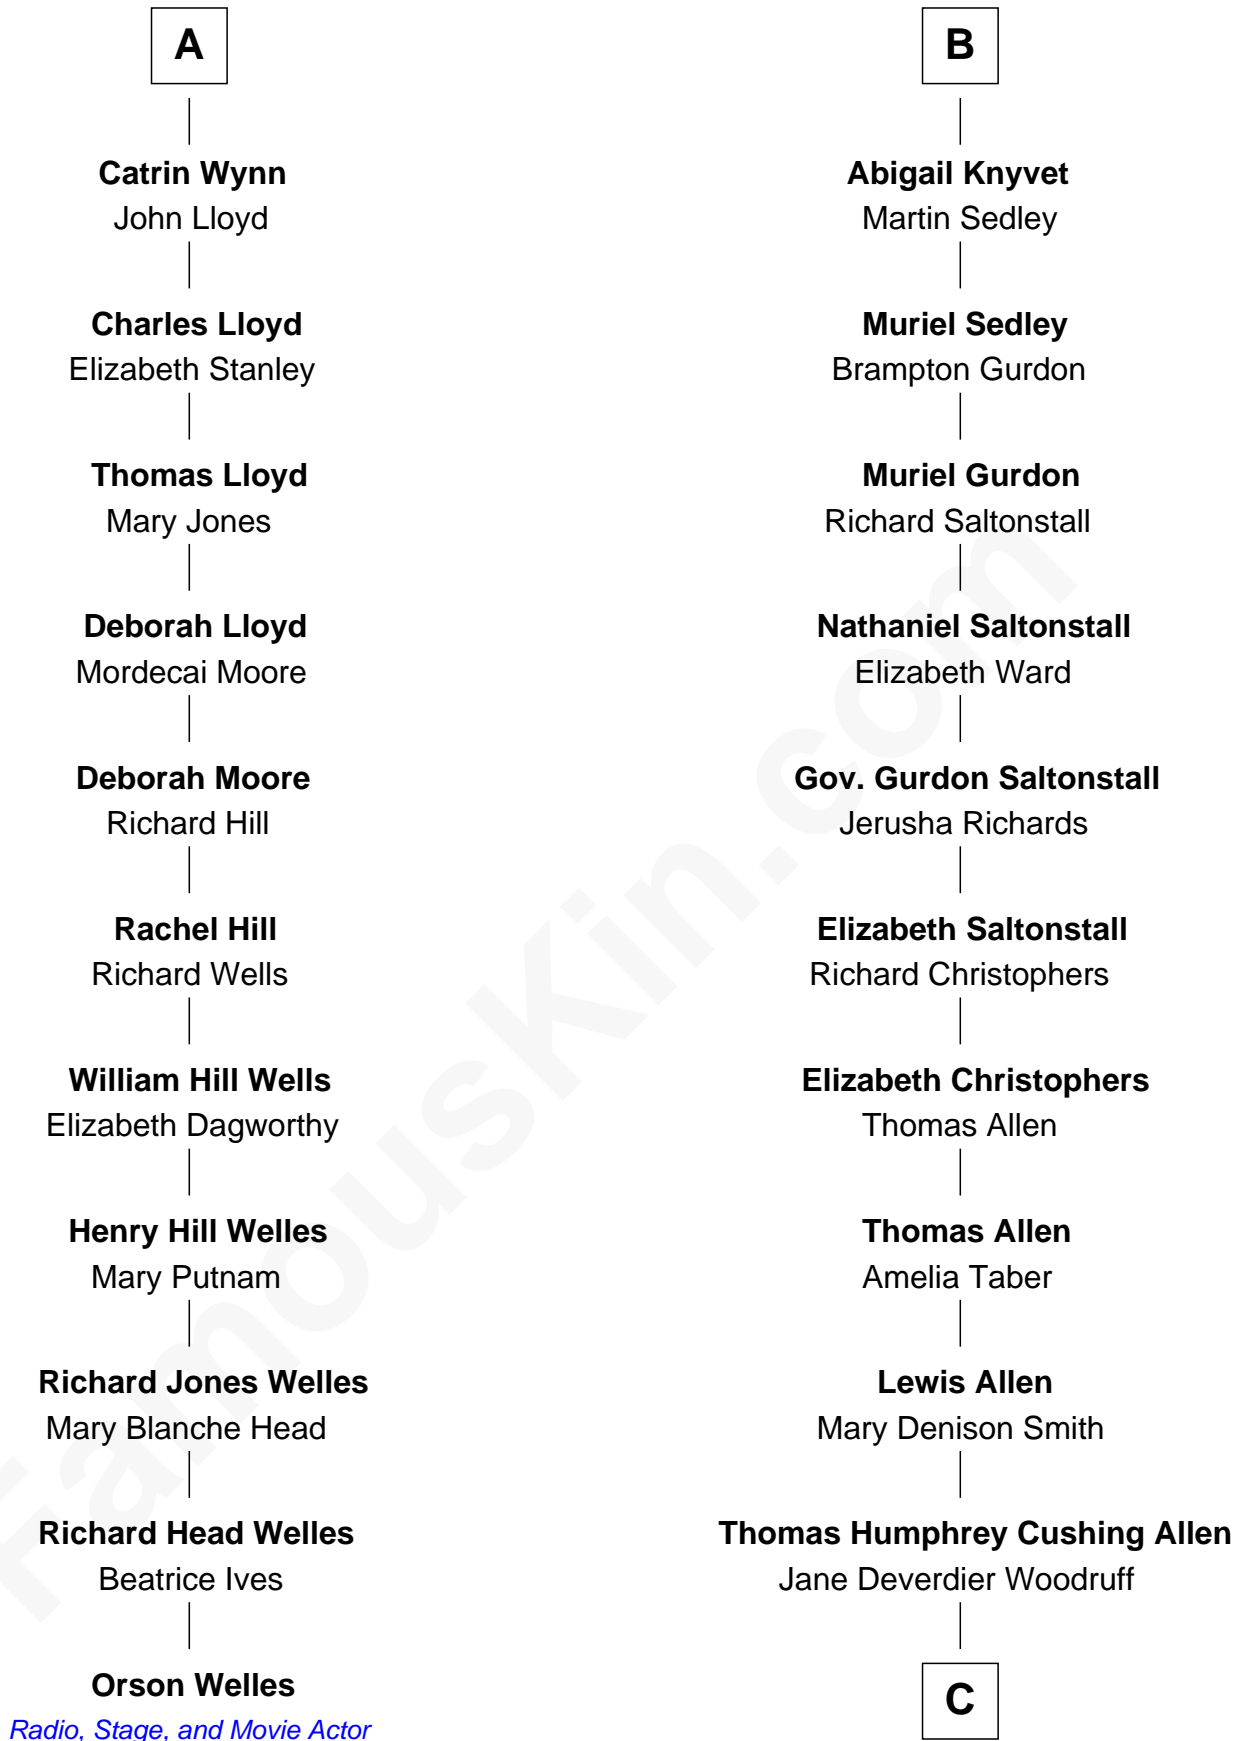 A
Catrin Wynn
John Lloyd
Charles Lloyd
Elizabeth Stanley
Thomas Lloyd
Mary Jones
Deborah Lloyd
Mordecai Moore
Deborah Moore
Richard Hill
Rachel Hill
Richard Wells
William Hill Wells
Elizabeth Dagworthy
Henry Hill Welles
Mary Putnam
Richard Jones Welles
Mary Blanche Head
Richard Head Welles
Beatrice Ives
Orson Welles
Radio, Stage, and Movie Actor
B
Abigail Knyvet
Martin Sedley
Muriel Sedley
Brampton Gurdon
Muriel Gurdon
Richard Saltonstall
Nathaniel Saltonstall
Elizabeth Ward
Gov. Gurdon Saltonstall
Jerusha Richards
Elizabeth Saltonstall
Richard Christophers
Elizabeth Christophers
Thomas Allen
Thomas Allen
Amelia Taber
Lewis Allen
Mary Denison Smith
Thomas Humphrey Cushing Allen
Jane Deverdier Woodruff
C
FamousKin.com